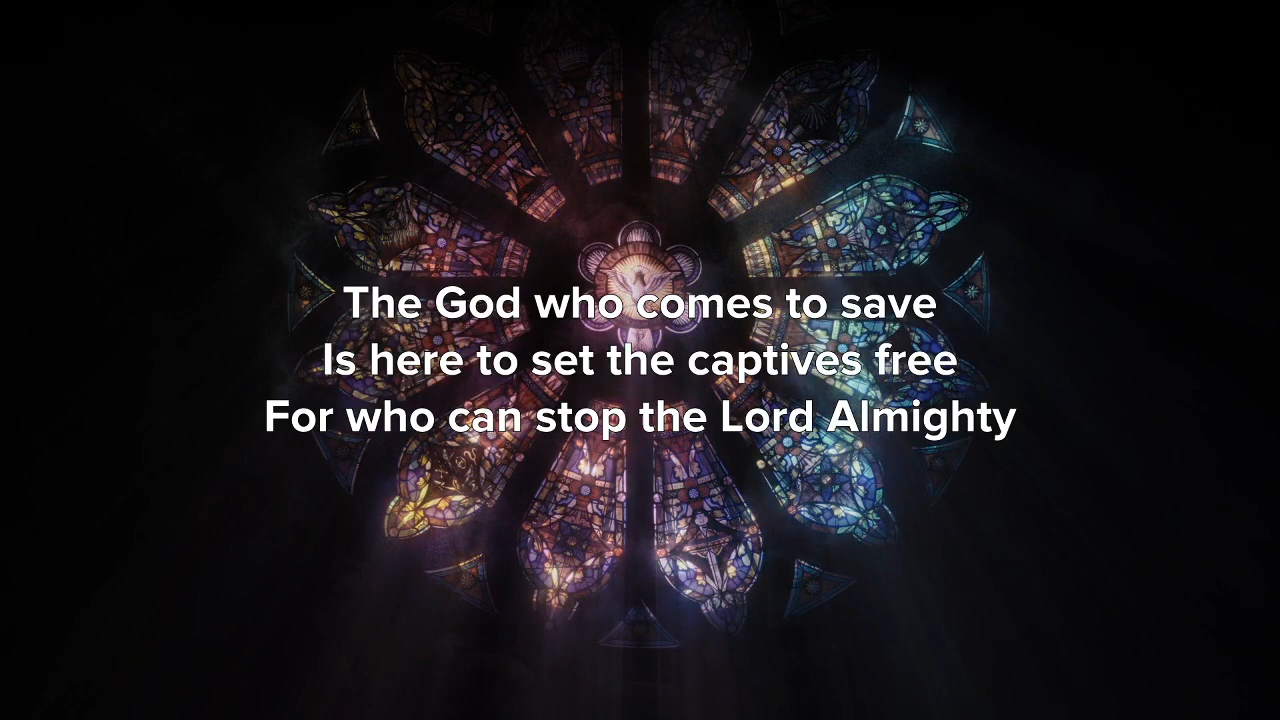 The God who comes to save
Is here to set the captives free
For who can stop the Lord Almighty